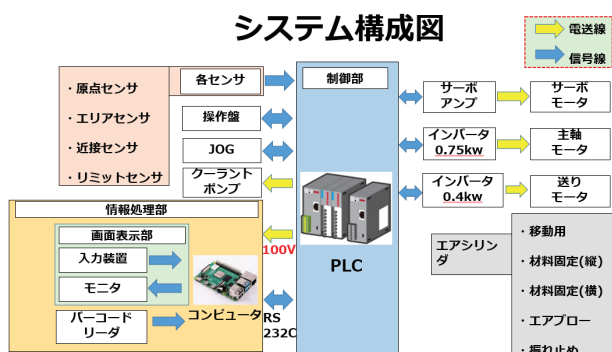 システム構成図
電送線
信号線
・原点センサ
・エリアセンサ
・近接センサ
・リミットセンサ
各センサ
操作盤
JOG
クーラント
ポンプ
制御部
PLC
サーボ
アンプ
サーボ
モータ
インバータ
0.75kw
主軸
モータ
インバータ
0.4kw
送り
モータ
情報処理部
画面表示部
入力装置
モニタ
バーコード
リーダ
コンピュータ
100V
RS
232C
エアシリン
ダ
・移動用
・材料固定(縦)
・材料固定(横)
・エアブロー
・振れ止め